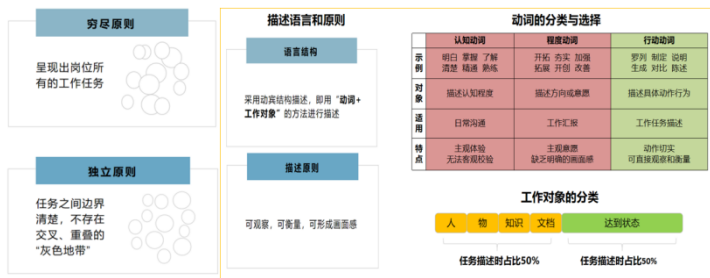 穷尽原则
呈现出岗位所
有的工作任务
独立原则
任务之间边界
清楚，不存在
交叉、重叠的
“灰色地带”
描述语言和原则
语言结构
采用动宾结构描述，即用“动词+
工作对象”的方法进行描述
描述原则
可观察，可衡量，可形成画面感
动词的分类与选择
认知动词 程度动词 行动动词
示例 明白 掌握 了解 开拓 夯实 加强 罗列 制定 说明
清楚 精通 熟练 拓展 开创 改善 生成 对比 陈述
对象 描述认知程度 描述方向或意愿 描述具体动作行为
适用 日常沟通 工作汇报 工作任务描述
特点 主观体验 主观意愿 动作切实
无法客观校验 缺乏明确的画面感 可直接观察和衡量
工作对象的分类
人 物 知识 文档 达到状态
任务描述时占比50% 任务描述时占比50%